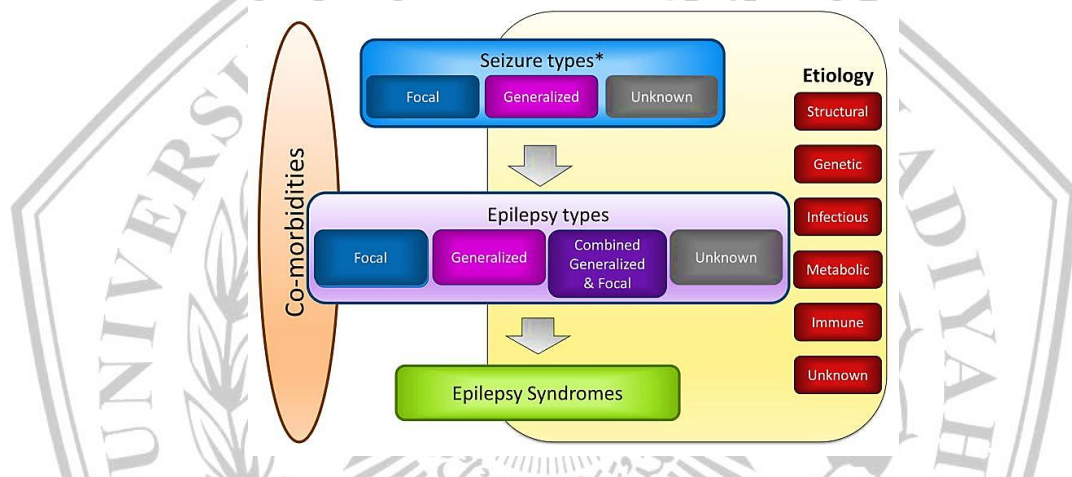 Seizure types*
Focal
Generalized
Unknown
Etiology
Structural
Genetic
Infectious
Metabolic
Immune
Unknown
Co-morbidities
Epilepsy types
Focal
Generalized
Combined
Generalized
& Focal
Unknown
Epilepsy Syndromes